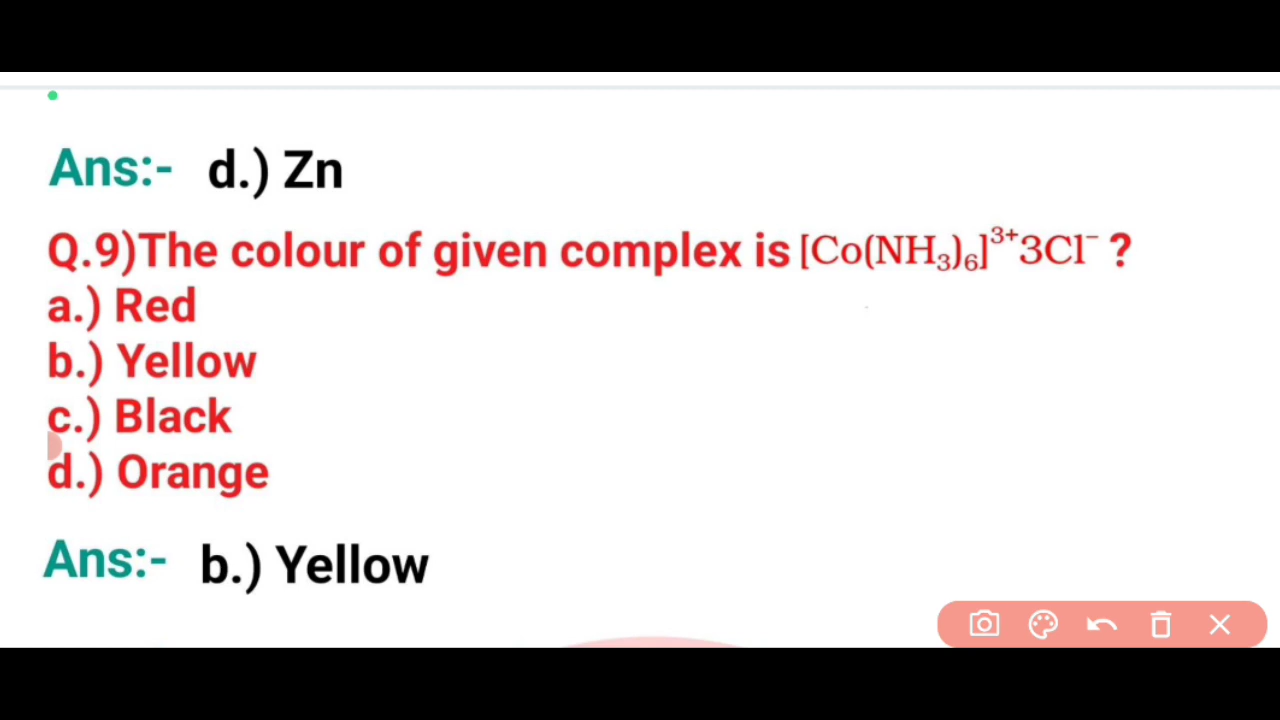 Ans:- d.) Zn
Q.9)The colour of given complex is [Co(NH₃)₆]³⁺3Cl⁻ ?
a.) Red
b.) Yellow
c.) Black
d.) Orange
Ans:- b.) Yellow